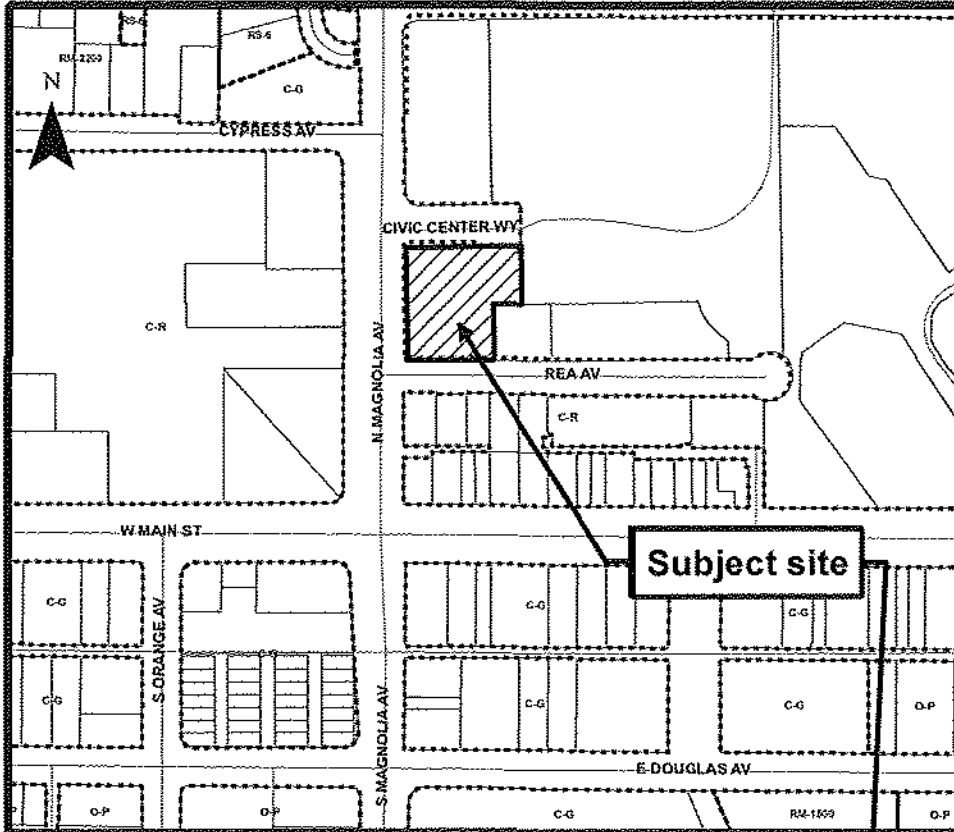 RS-6
RS-6
RM-2200
N
C-G
CYPRESS AV
CIVIC CENTER WY
C-R
N MAGNOLIA AV
REA AV
C-R
W MAIN ST
Subject site
C-G
C-G
C-G
S ORANGE AV
C-G
S MAGNOLIA AV
C-G
C-G
O-P
E DOUGLAS AV
O-P
O-P
C-G
RM-1500
O-P